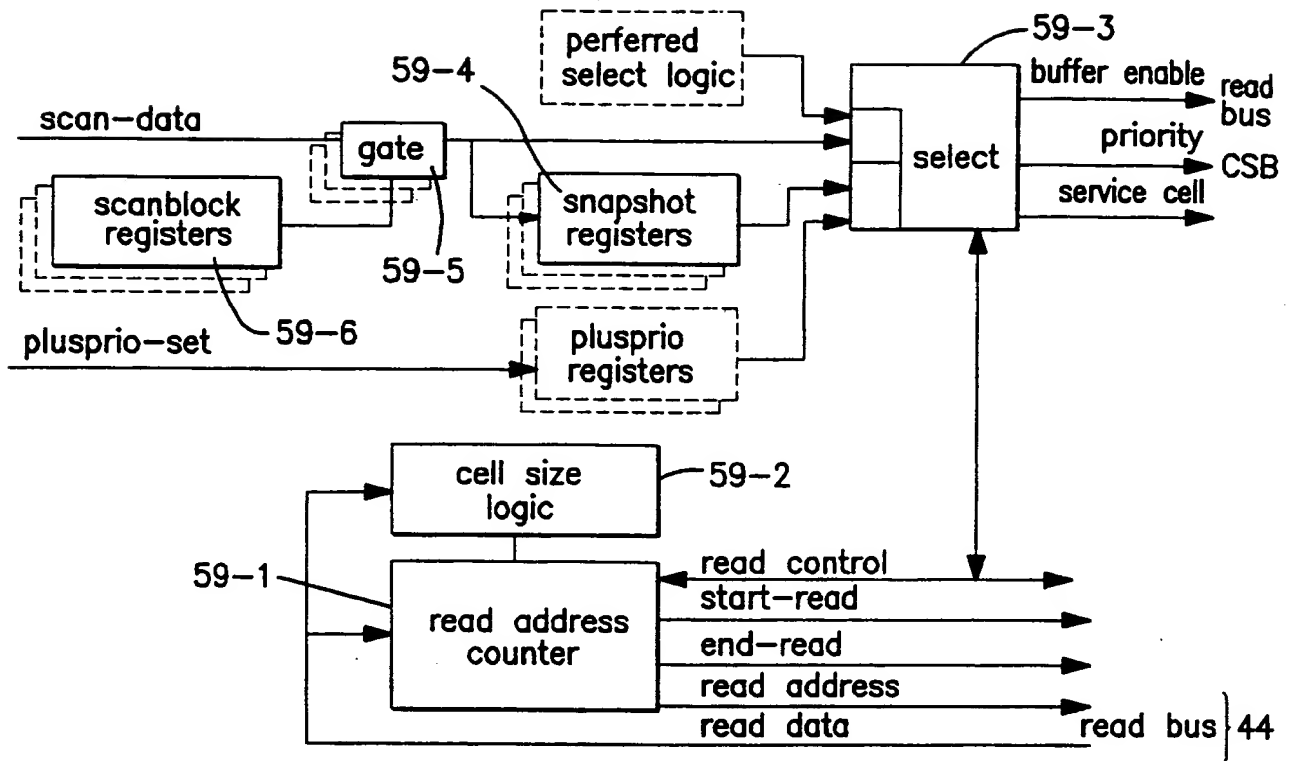 perferred
select logic
59-3
buffer enable
read
bus
59-4
scan-data
gate
select
priority
CSB
scanblock
registers
snapshot
registers
service cell
59-5
59-6
plusprio-set
plusprio
registers
cell size
logic
59-2
59-1
read address
counter
read control
start-read
end-read
read address
read data
read bus
44